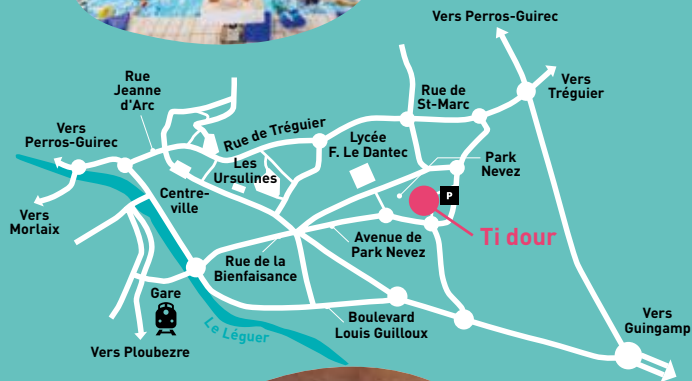 Vers Perros-Guirec
Rue
Jeanne
d'Arc
Rue de
St-Marc
Vers
Tréguier
Vers
Perros-Guirec
Rue de Tréguier
Lycée
F. Le Dantec
Les
Ursulines
Park
Nevez
Centre-
ville
P
Vers
Morlaix
Ti dour
Avenue de
Park Nevez
Rue de la
Bienfaisance
Gare
Le Léguer
Boulevard
Louis Guilloux
Vers
Guingamp
Vers Ploubezre